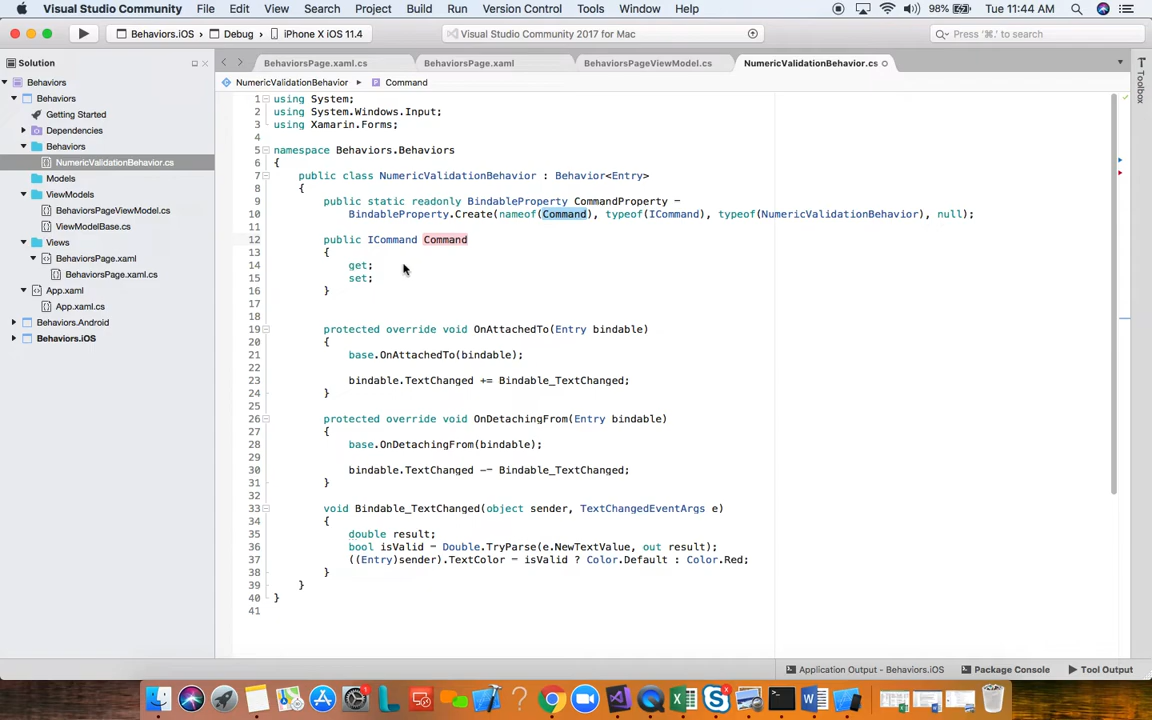 Visual Studio Community File Edit View Search Project Build Run Version Control Tools Window Help 98% Tue 11:44 AM
Behaviors.iOS > Debug > iPhone X iOS 11.4 Visual Studio Community 2017 for Mac Press '⌘.' to search
Solution BehaviorsPage.xaml.cs BehaviorsPage.xaml BehaviorsPageViewModel.cs NumericValidationBehavior.cs
NumericValidationBehavior Command
Toolbox
Behaviors
Behaviors
Getting Started
Dependencies
Behaviors
NumericValidationBehavior.cs
Models
ViewModels
BehaviorsPageViewModel.cs
ViewModelBase.cs
Views
BehaviorsPage.xaml
BehaviorsPage.xaml.cs
App.xaml
App.xaml.cs
Behaviors.Android
Behaviors.iOS
1 using System;
2 using System.Windows.Input;
3 using Xamarin.Forms;
4
5 namespace Behaviors.Behaviors
6 {
7 public class NumericValidationBehavior : Behavior<Entry>
8 {
9 public static readonly BindableProperty CommandProperty =
10 BindableProperty.Create(nameof(Command), typeof(ICommand), typeof(NumericValidationBehavior), null);
11
12 public ICommand Command
13 {
14 get;
15 set;
16 }
17
18
19 protected override void OnAttachedTo(Entry bindable)
20 {
21 base.OnAttachedTo(bindable);
22
23 bindable.TextChanged += Bindable_TextChanged;
24 }
25
26 protected override void OnDetachingFrom(Entry bindable)
27 {
28 base.OnDetachingFrom(bindable);
29
30 bindable.TextChanged -= Bindable_TextChanged;
31 }
32
33 void Bindable_TextChanged(object sender, TextChangedEventArgs e)
34 {
35 double result;
36 bool isValid = Double.TryParse(e.NewTextValue, out result);
37 ((Entry)sender).TextColor = isValid ? Color.Default : Color.Red;
38 }
39 }
40 }
41
Application Output - Behaviors.iOS Package Console Tool Output